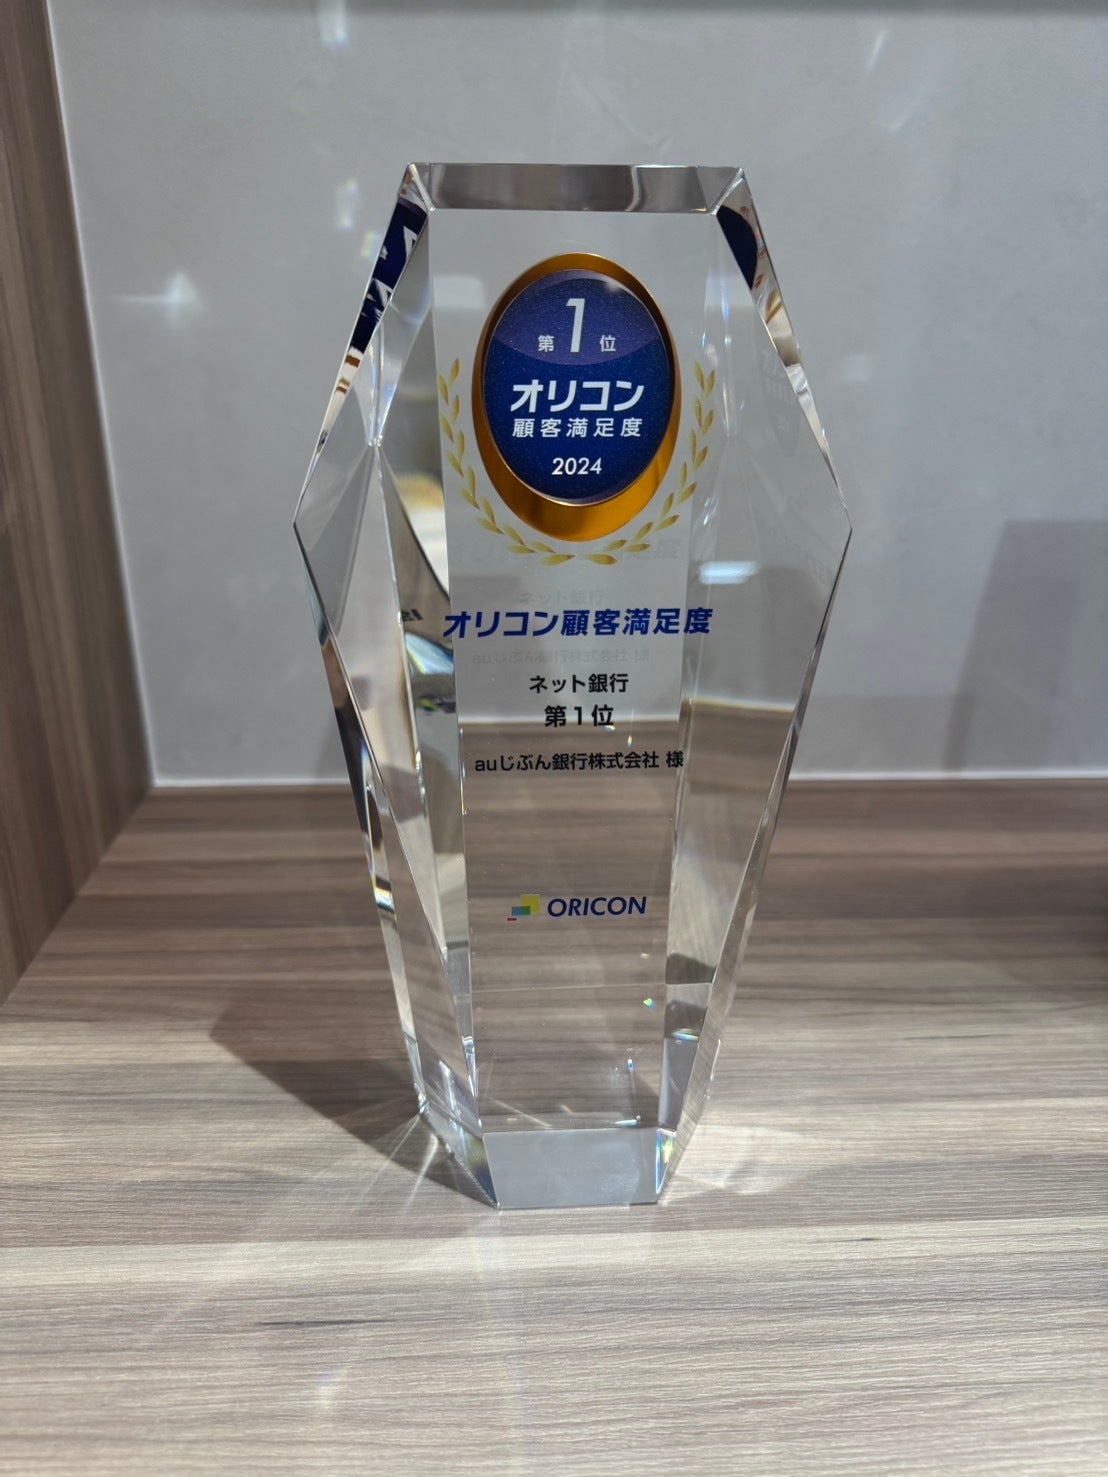 第1位
オリコン
顧客満足度
2024
オリコン顧客満足度
ネット銀行
第1位
auじぶん銀行株式会社 様
ORICON